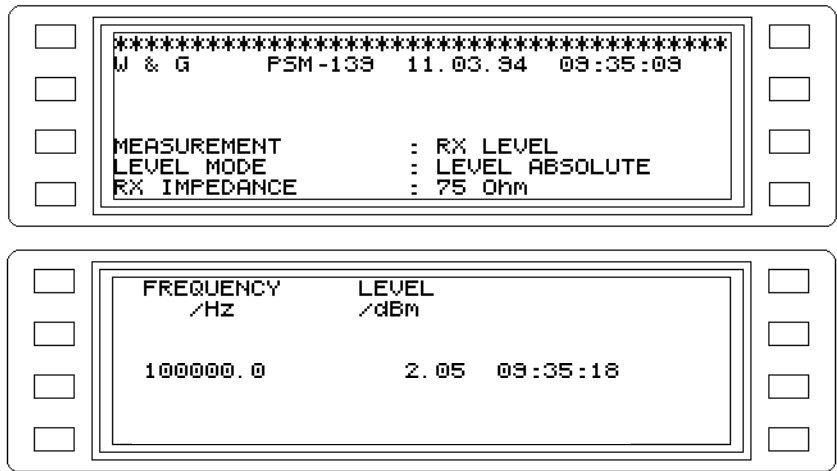 ****************************************
W & G PSM-139 11.03.94 09:35:09
MEASUREMENT : RX LEVEL
LEVEL MODE : LEVEL ABSOLUTE
RX IMPEDANCE : 75 Ohm
FREQUENCY LEVEL
/Hz /dBm
100000.0 2.05 09:35:18